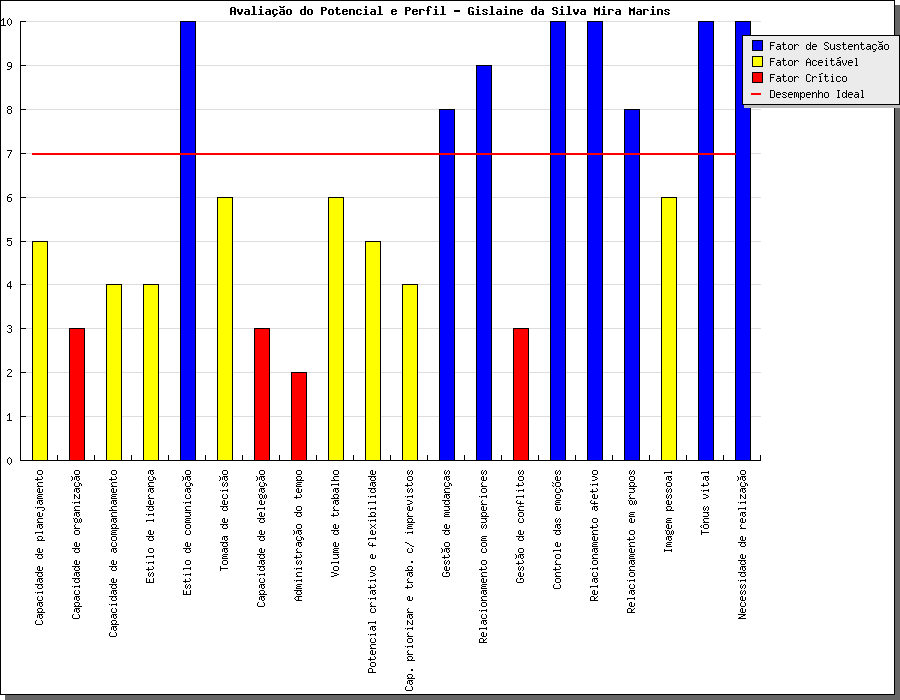 Avaliação do Potencial e Perfil - Gislaine da Silva Mira Marins
10
9
8
7
6
5
4
3
2
1
0
Fator de Sustentação
Fator Aceitável
Fator Crítico
Desempenho Ideal
Capacidade de planejamento
Capacidade de organização
Capacidade de acompanhamento
Estilo de liderança
Estilo de comunicação
Tomada de decisão
Capacidade de delegação
Administração do tempo
Volume de trabalho
Potencial criativo e flexibilidade
Cap. priorizar e trab. c/ imprevistos
Gestão de mudanças
Relacionamento com superiores
Gestão de conflitos
Controle das emoções
Relacionamento afetivo
Relacionamento em grupos
Imagem pessoal
Tônus vital
Necessidade de realização